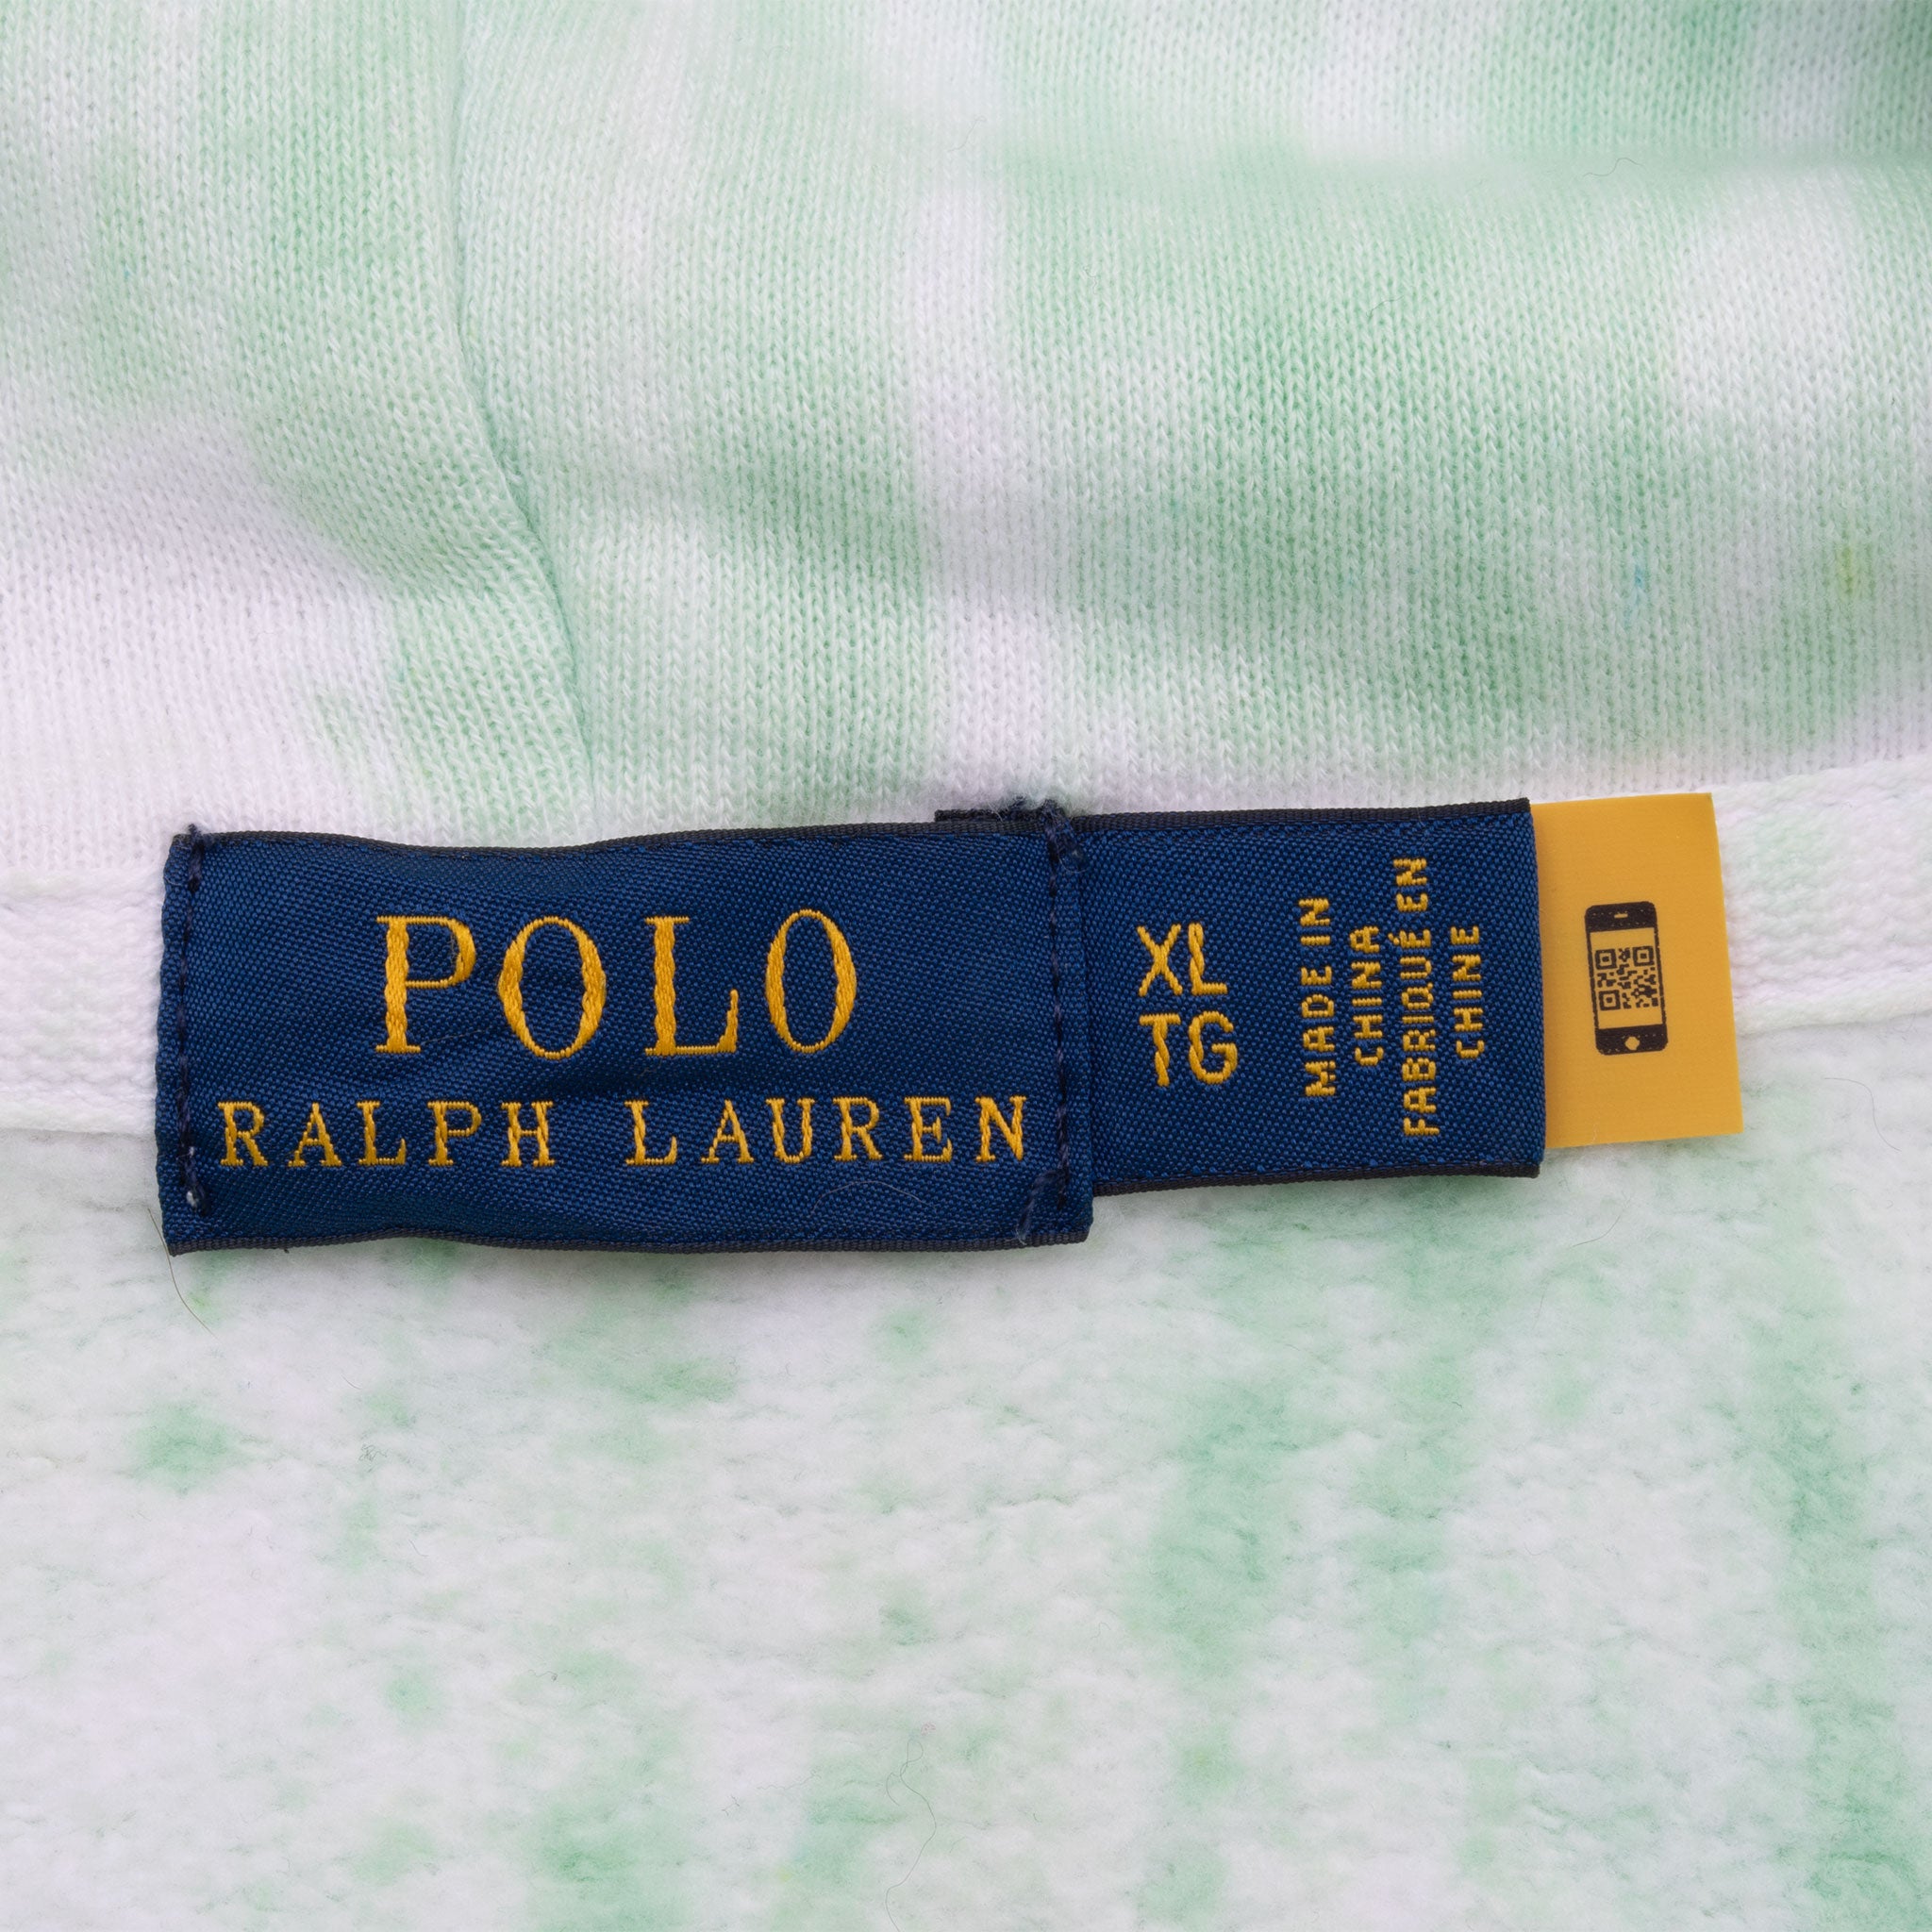 POLO
RALPH LAUREN
XL
TG
MADE IN
CHINA
FABRIQUÉ EN
CHINE